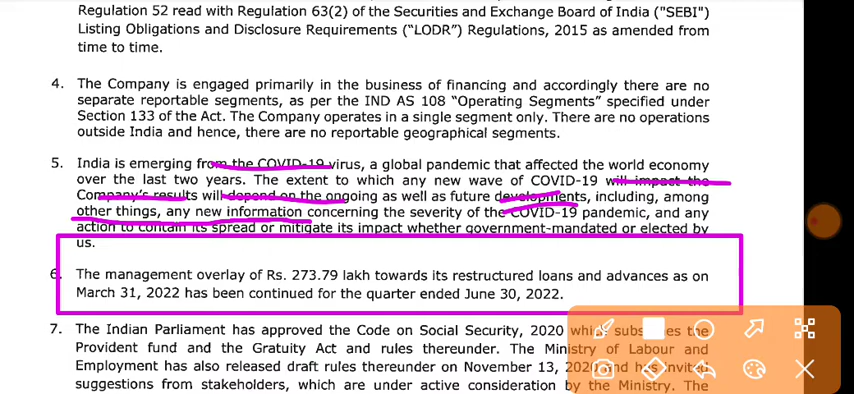 Regulation 52 read with Regulation 63(2) of the Securities and Exchange Board of India ("SEBI")
Listing Obligations and Disclosure Requirements ("LODR") Regulations, 2015 as amended from
time to time.
4. The Company is engaged primarily in the business of financing and accordingly there are no
separate reportable segments, as per the IND AS 108 "Operating Segments" specified under
Section 133 of the Act. The Company operates in a single segment only. There are no operations
outside India and hence, there are no reportable geographical segments.
5. India is emerging from the COVID-19 virus, a global pandemic that affected the world economy
over the last two years. The extent to which any new wave of COVID-19 will impact the
Company's results will depend on the ongoing as well as future developments, including, among
other things, any new information concerning the severity of the COVID-19 pandemic, and any
action to contain its spread or mitigate its impact whether government-mandated or elected by
us.
6. The management overlay of Rs. 273.79 lakh towards its restructured loans and advances as on
March 31, 2022 has been continued for the quarter ended June 30, 2022.
7. The Indian Parliament has approved the Code on Social Security, 2020 which subsumes the
Provident fund and the Gratuity Act and rules thereunder. The Ministry of Labour and
Employment has also released draft rules thereunder on November 13, 2020 and has invited
suggestions from stakeholders, which are under active consideration by the Ministry. The